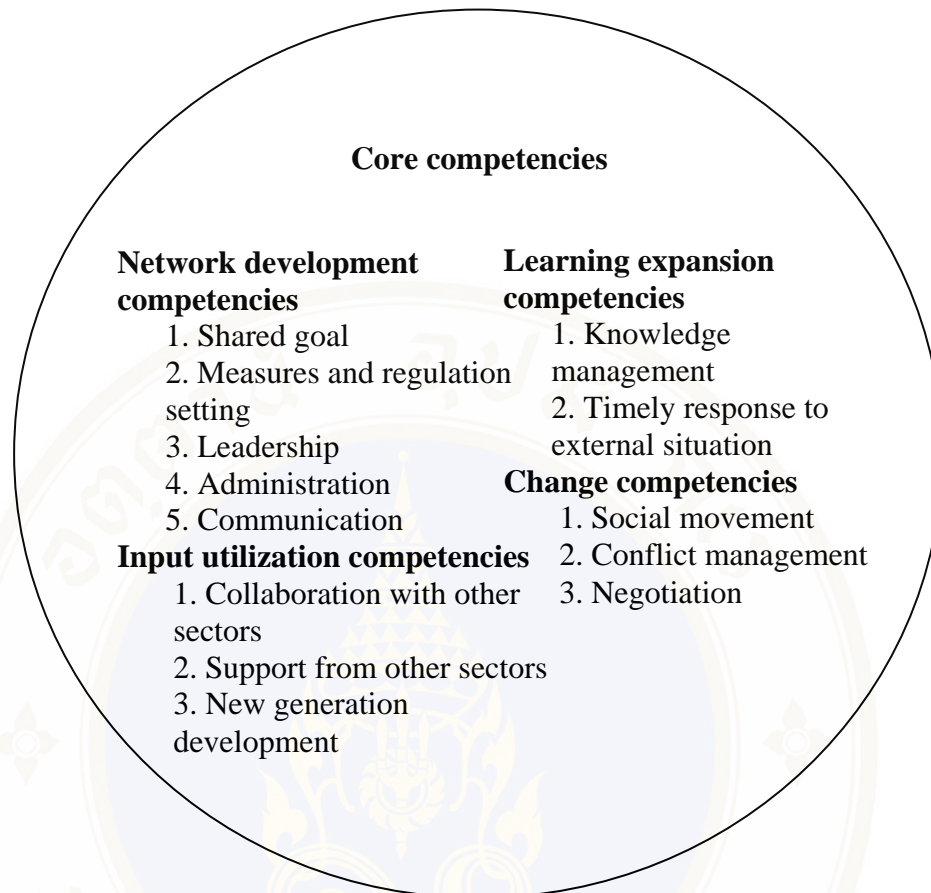 Core competencies
Network development
competencies
1. Shared goal
2. Measures and regulation
setting
3. Leadership
4. Administration
5. Communication
Input utilization competencies
1. Collaboration with other
sectors
2. Support from other sectors
3. New generation
development
Learning expansion
competencies
1. Knowledge
management
2. Timely response to
external situation
Change competencies
1. Social movement
2. Conflict management
3. Negotiation